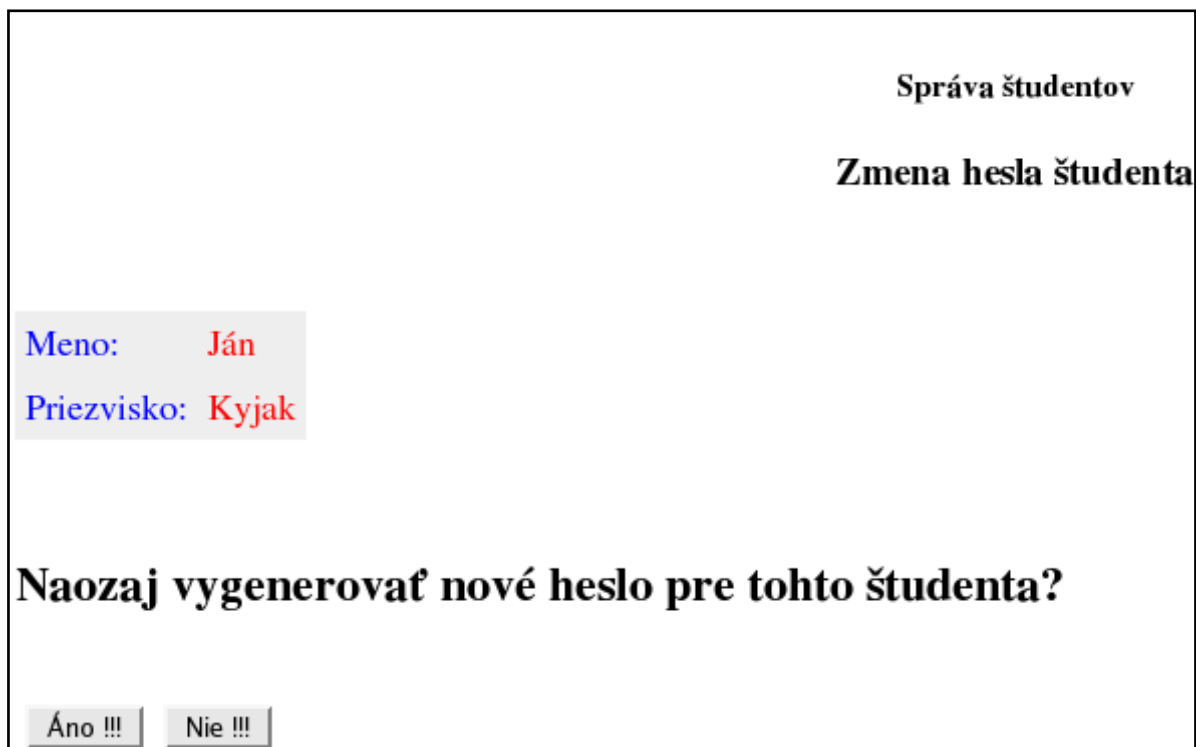 Správa študentov
Zmena hesla študenta
Meno: Ján
Priezvisko: Kyjak
Naozaj vygenerovať nové heslo pre tohto študenta?
Áno !!! Nie !!!